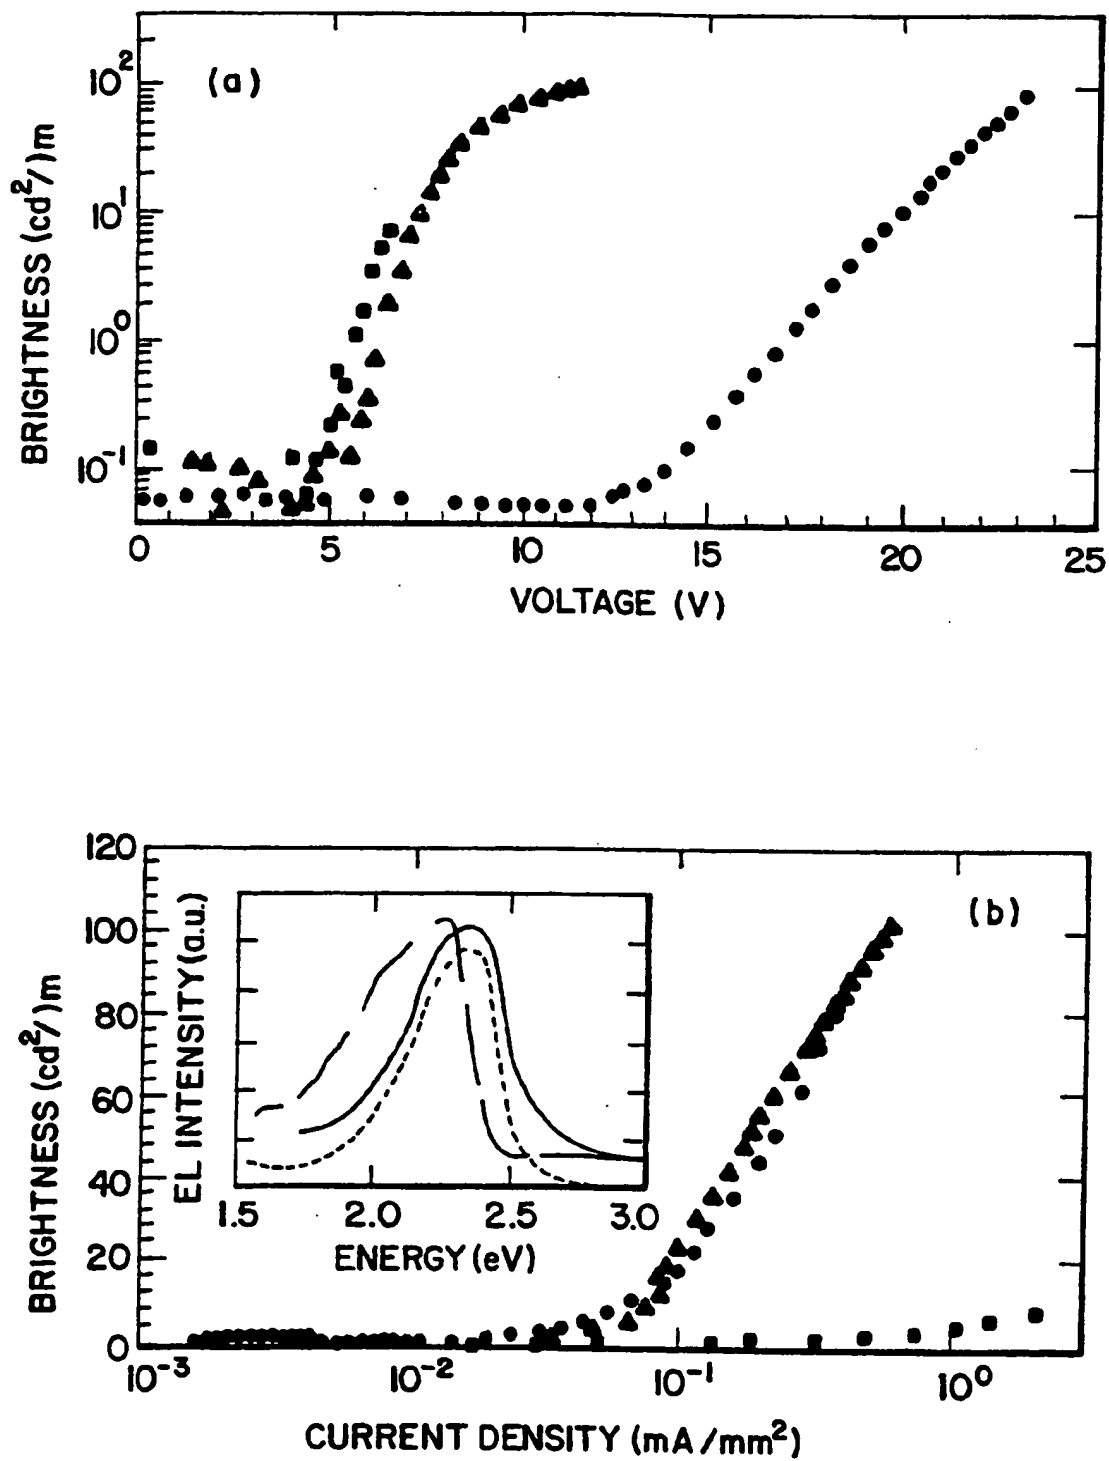 (a)
BRIGHTNESS (cd²/)m
10²
10¹
10⁰
10⁻¹
0 5 10 15 20 25
VOLTAGE (V)
(b)
BRIGHTNESS (cd²/)m
120
100
80
60
40
20
0
EL INTENSITY (a.u.)
1.5 2.0 2.5 3.0
ENERGY (eV)
10⁻³ 10⁻² 10⁻¹ 10⁰
CURRENT DENSITY (mA/mm²)